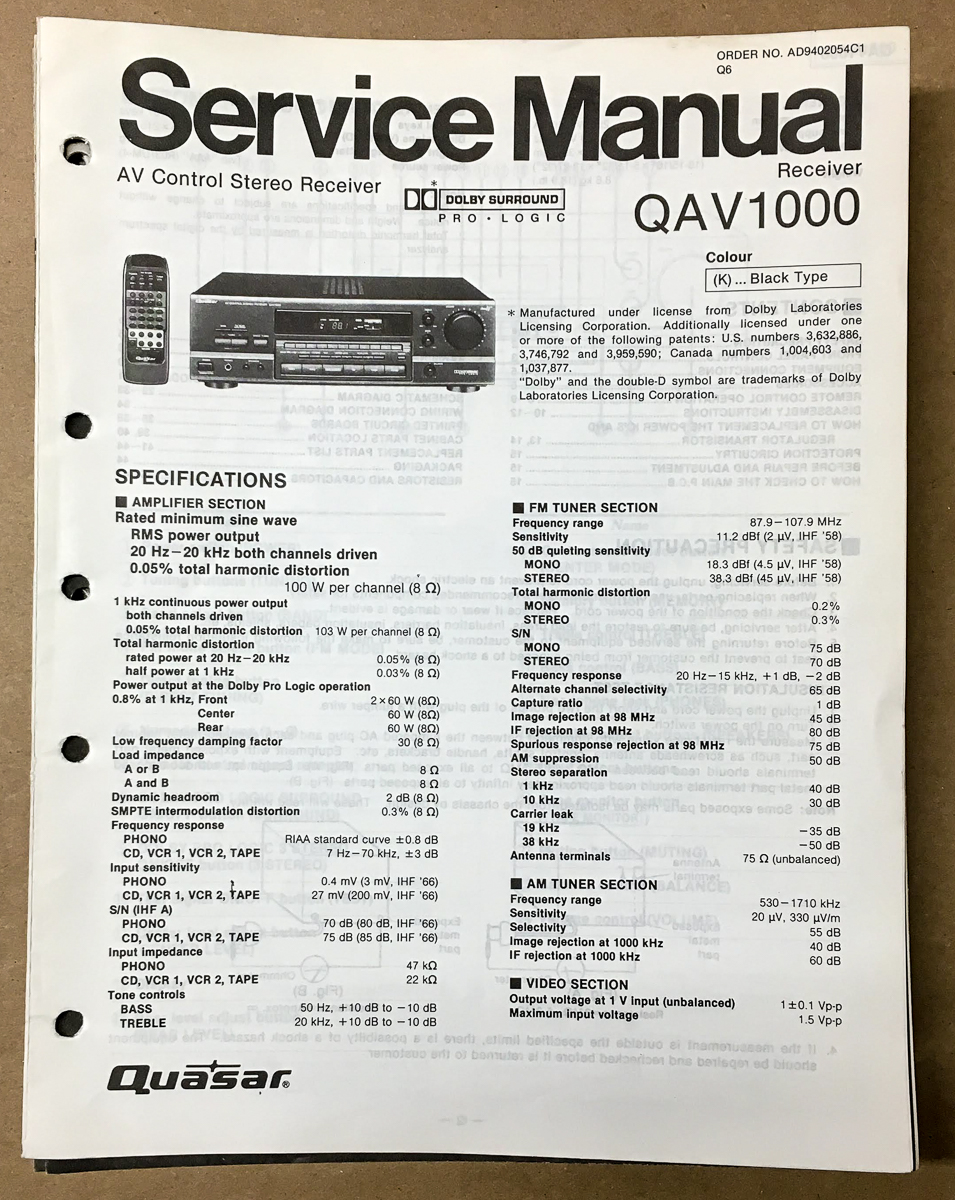 ORDER NO. AD9402054C1
Q6
Service Manual
Receiver
AV Control Stereo Receiver
*
DOLBY SURROUND
PRO · LOGIC
QAV1000
Colour
(K) ... Black Type
* Manufactured under license from Dolby Laboratories
Licensing Corporation. Additionally licensed under one
or more of the following patents: U.S. numbers 3,632,886,
3,746,792 and 3,959,590; Canada numbers 1,004,603 and
1,037,877.
“Dolby” and the double-D symbol are trademarks of Dolby
Laboratories Licensing Corporation.
Quasar
Quasar
SPECIFICATIONS
■ AMPLIFIER SECTION
Rated minimum sine wave
RMS power output
20 Hz–20 kHz both channels driven
0.05% total harmonic distortion
100 W per channel (8 Ω)
1 kHz continuous power output
both channels driven
0.05% total harmonic distortion 103 W per channel (8 Ω)
Total harmonic distortion
rated power at 20 Hz–20 kHz 0.05% (8 Ω)
half power at 1 kHz 0.03% (8 Ω)
Power output at the Dolby Pro Logic operation
0.8% at 1 kHz, Front 2×60 W (8Ω)
Center 60 W (8Ω)
Rear 60 W (8Ω)
Low frequency damping factor 30 (8 Ω)
Load impedance
A or B 8 Ω
A and B 8 Ω
Dynamic headroom 2 dB (8 Ω)
SMPTE intermodulation distortion 0.3% (8 Ω)
Frequency response
PHONO RIAA standard curve ±0.8 dB
CD, VCR 1, VCR 2, TAPE 7 Hz–70 kHz, ±3 dB
Input sensitivity
PHONO 0.4 mV (3 mV, IHF '66)
CD, VCR 1, VCR 2, TAPE 27 mV (200 mV, IHF '66)
S/N (IHF A)
PHONO 70 dB (80 dB, IHF '66)
CD, VCR 1, VCR 2, TAPE 75 dB (85 dB, IHF '66)
Input impedance
PHONO 47 kΩ
CD, VCR 1, VCR 2, TAPE 22 kΩ
Tone controls
BASS 50 Hz, +10 dB to −10 dB
TREBLE 20 kHz, +10 dB to −10 dB
■ FM TUNER SECTION
Frequency range 87.9–107.9 MHz
Sensitivity 11.2 dBf (2 µV, IHF '58)
50 dB quieting sensitivity
MONO 18.3 dBf (4.5 µV, IHF '58)
STEREO 38.3 dBf (45 µV, IHF '58)
Total harmonic distortion
MONO 0.2%
STEREO 0.3%
S/N
MONO 75 dB
STEREO 70 dB
Frequency response 20 Hz–15 kHz, +1 dB, −2 dB
Alternate channel selectivity 65 dB
Capture ratio 1 dB
Image rejection at 98 MHz 45 dB
IF rejection at 98 MHz 80 dB
Spurious response rejection at 98 MHz 75 dB
AM suppression 50 dB
Stereo separation
1 kHz 40 dB
10 kHz 30 dB
Carrier leak
19 kHz −35 dB
38 kHz −50 dB
Antenna terminals 75 Ω (unbalanced)
■ AM TUNER SECTION
Frequency range 530–1710 kHz
Sensitivity 20 µV, 330 µV/m
Selectivity 55 dB
Image rejection at 1000 kHz 40 dB
IF rejection at 1000 kHz 60 dB
■ VIDEO SECTION
Output voltage at 1 V input (unbalanced) 1±0.1 Vp-p
Maximum input voltage 1.5 Vp-p
Quasar®